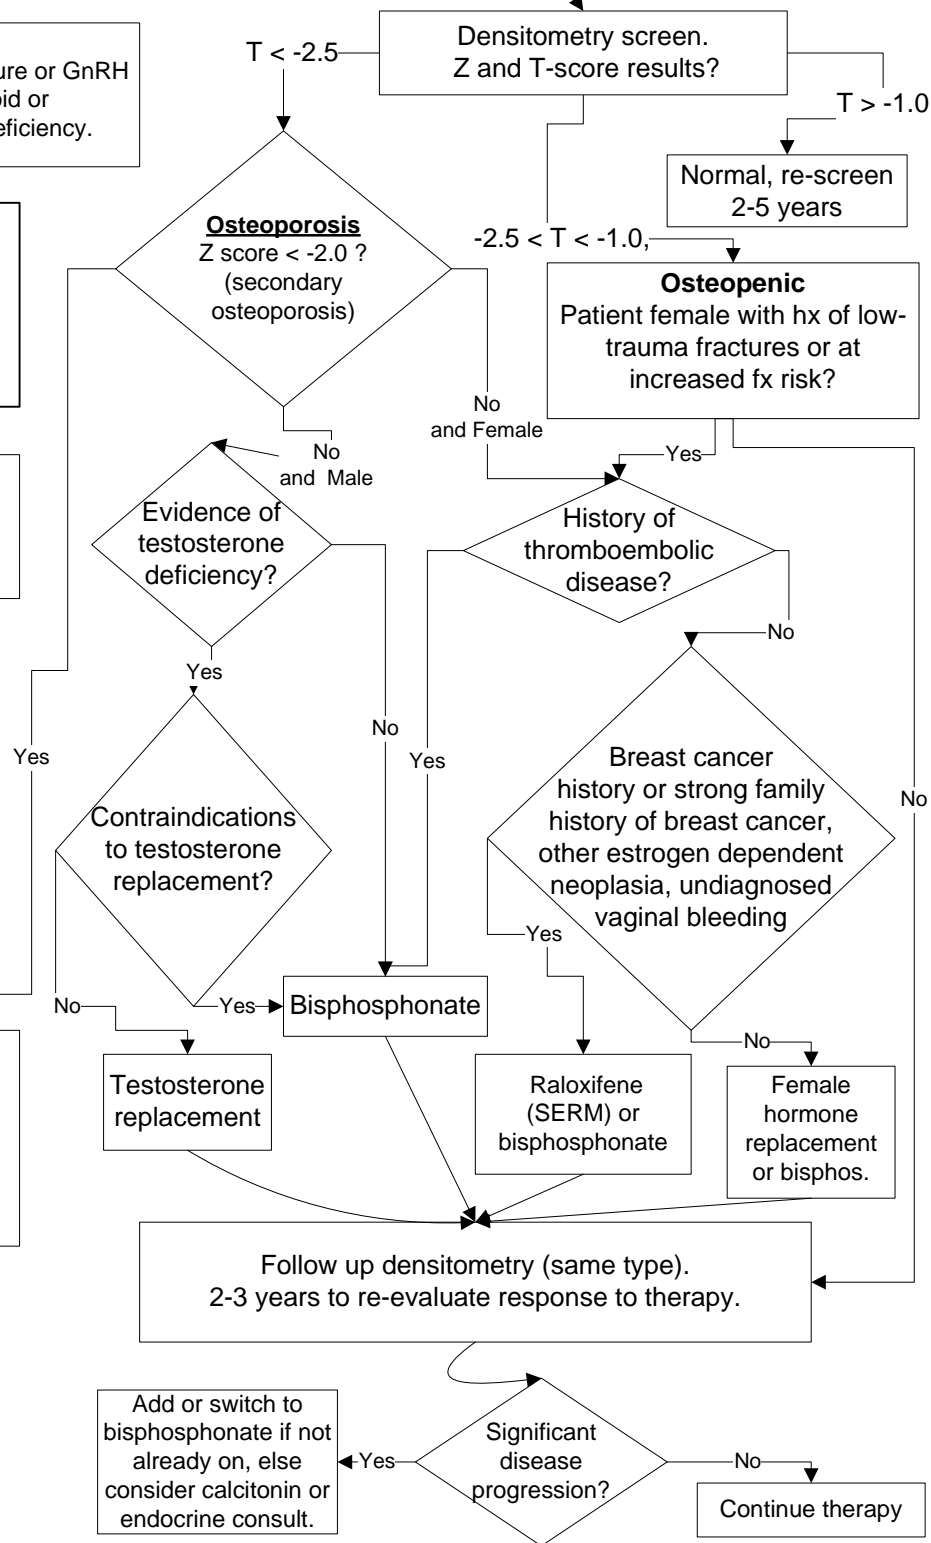 Densitometry screen.
Z and T-score results?
T < -2.5
T > -1.0
ure or GnRH
oid or
eficiency.
Normal, re-screen
2-5 years
Osteoporosis
Z score < -2.0 ?
(secondary
osteoporosis)
-2.5 < T < -1.0,
Osteopenic
Patient female with hx of low-
trauma fractures or at
increased fx risk?
No
and Female
No
and Male
Yes
Evidence of
testosterone
deficiency?
History of
thromboembolic
disease?
No
Yes
Yes
No
Yes
No
Contraindications
to testosterone
replacement?
Breast cancer
history or strong family
history of breast cancer,
other estrogen dependent
neoplasia, undiagnosed
vaginal bleeding
Yes
No
Yes
Bisphosphonate
No
Testosterone
replacement
Raloxifene
(SERM) or
bisphosphonate
Female
hormone
replacement
or bisphos.
Follow up densitometry (same type).
2-3 years to re-evaluate response to therapy.
Add or switch to
bisphosphonate if not
already on, else
consider calcitonin or
endocrine consult.
Yes
Significant
disease
progression?
No
Continue therapy